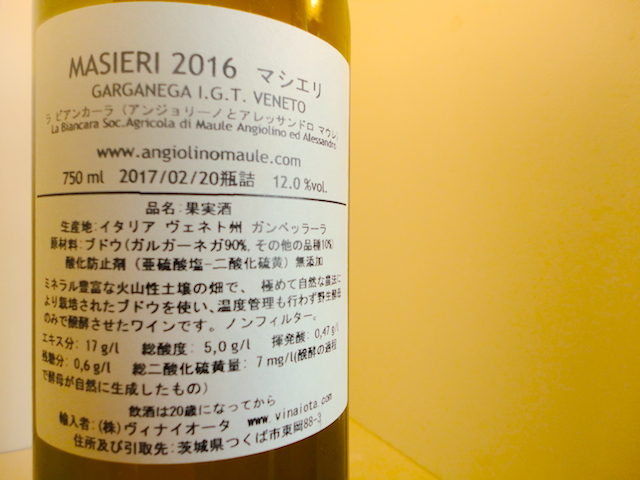 MASIERI 2016 マシエリ
GARGANEGA I.G.T. VENETO
ラ ビアンカーラ (アンジョリーノとアレッサンドロ マウレ)
La Biancara Soc.Agricola di Maule Angiolino ed Alessandro
www.angiolinomaule.com
750 ml 2017/02/20瓶詰 12.0 %vol.
品名:果実酒
生産地:イタリア ヴェネト州 ガンベッラーラ
原材料:ブドウ(ガルガーネガ90%, その他の品種10%)
酸化防止剤 (亜硫酸塩-二酸化硫黄) 無添加
ミネラル豊富な火山性土壌の畑で、極めて自然な農法に
より栽培されたブドウを使い、温度管理も行わず野生酵母
のみで醗酵させたワインです。ノンフィルター。
エキス分: 17 g/l 総酸度: 5,0 g/l 揮発酸: 0,47 g/l
残糖分: 0,6 g/l 総二酸化硫黄量: 7 mg/l(醗酵の過程
で酵母が自然に生成したもの)
飲酒は20歳になってから
輸入者:(株)ヴィナイオータ www.vinaiota.com
住所及び引取先:茨城県つくば市東岡88-3